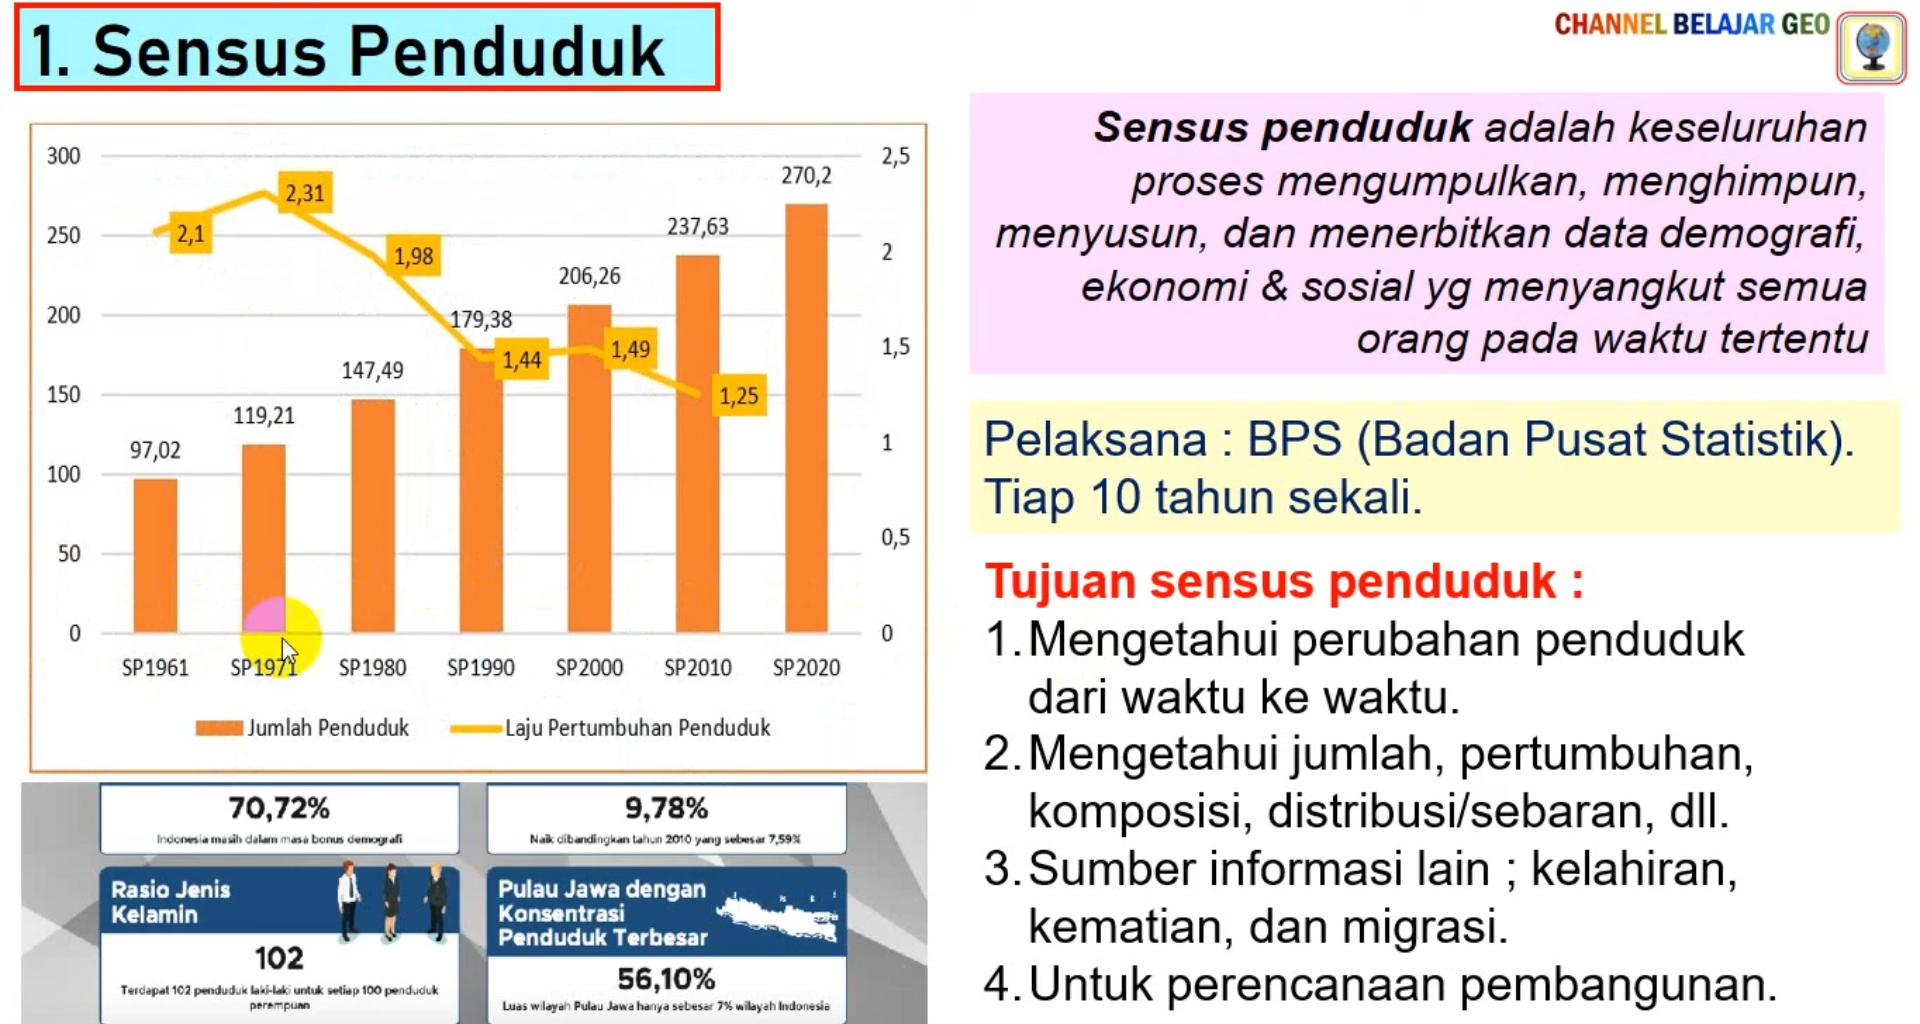 1. Sensus Penduduk
CHANNEL BELAJAR GEO
300
250
200
150
100
50
0
2,5
2
1,5
1
0,5
0
97,02
119,21
147,49
179,38
206,26
237,63
270,2
2,1
2,31
1,98
1,44
1,49
1,25
SP1961 SP1971 SP1980 SP1990 SP2000 SP2010 SP2020
Jumlah Penduduk
Laju Pertumbuhan Penduduk
70,72%
Indonesia masih dalam masa bonus demografi
9,78%
Naik dibandingkan tahun 2010 yang sebesar 7,59%
Rasio Jenis
Kelamin
102
Terdapat 102 penduduk laki-laki untuk setiap 100 penduduk
perempuan
Pulau Jawa dengan
Konsentrasi
Penduduk Terbesar
56,10%
Luas wilayah Pulau Jawa hanya sebesar 7% wilayah Indonesia
Sensus penduduk adalah keseluruhan
proses mengumpulkan, menghimpun,
menyusun, dan menerbitkan data demografi,
ekonomi & sosial yg menyangkut semua
orang pada waktu tertentu
Pelaksana : BPS (Badan Pusat Statistik).
Tiap 10 tahun sekali.
Tujuan sensus penduduk :
1. Mengetahui perubahan penduduk
dari waktu ke waktu.
2. Mengetahui jumlah, pertumbuhan,
komposisi, distribusi/sebaran, dll.
3. Sumber informasi lain ; kelahiran,
kematian, dan migrasi.
4. Untuk perencanaan pembangunan.